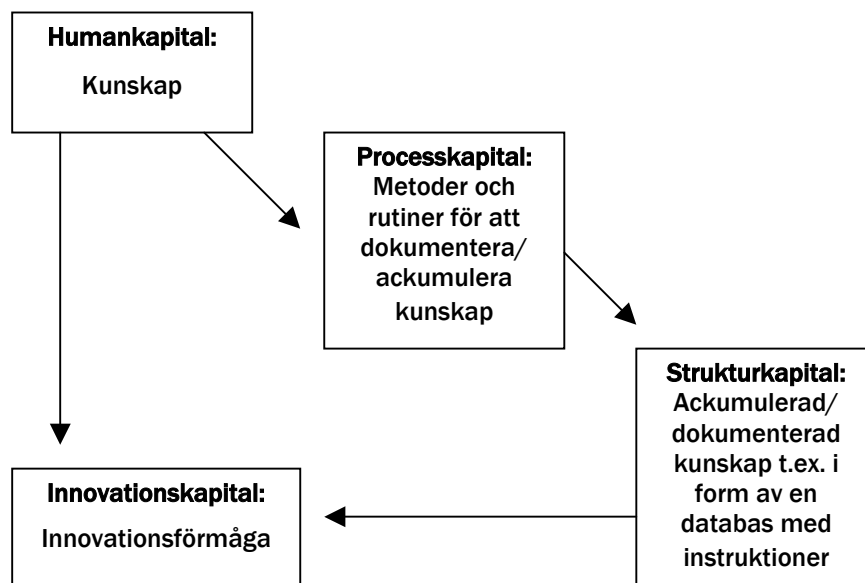 Humankapital:
Kunskap
Processkapital:
Metoder och
rutiner för att
dokumentera/
ackumulera
kunskap
Strukturkapital:
Ackumulerad/
dokumenterad
kunskap t.ex. i
form av en
databas med
instruktioner
Innovationskapital:
Innovationsförmåga